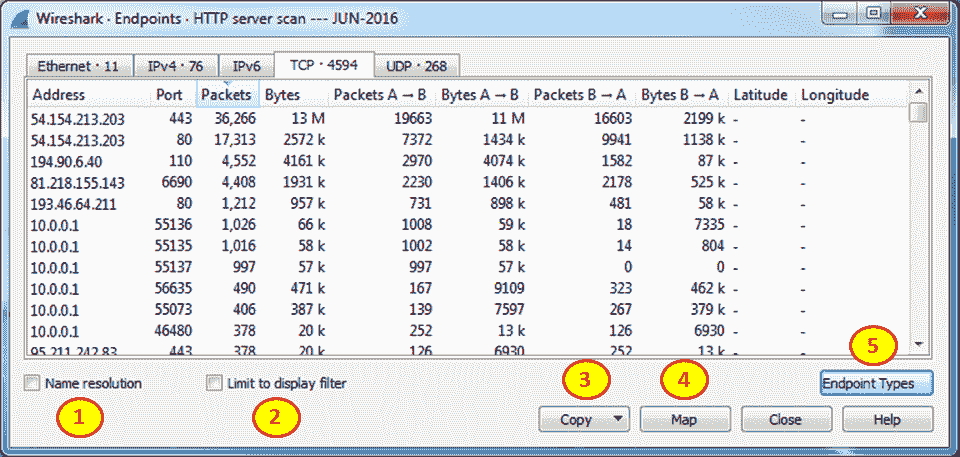 Wireshark · Endpoints · HTTP server scan --- JUN-2016
Ethernet · 11 IPv4 · 76 IPv6 TCP · 4594 UDP · 268
Address Port Packets Bytes Packets A → B Bytes A → B Packets B → A Bytes B → A Latitude Longitude
54.154.213.203 443 36,266 13 M 19663 11 M 16603 2199 k - -
54.154.213.203 80 17,313 2572 k 7372 1434 k 9941 1138 k - -
194.90.6.40 110 4,552 4161 k 2970 4074 k 1582 87 k - -
81.218.155.143 6690 4,408 1931 k 2230 1406 k 2178 525 k - -
193.46.64.211 80 1,212 957 k 731 898 k 481 58 k - -
10.0.0.1 55136 1,026 66 k 1008 59 k 18 7335 - -
10.0.0.1 55135 1,016 58 k 1002 58 k 14 804 - -
10.0.0.1 55137 997 57 k 997 57 k 0 0 - -
10.0.0.1 56635 490 471 k 167 9109 323 462 k - -
10.0.0.1 55073 406 387 k 139 7597 267 379 k - -
10.0.0.1 46480 378 20 k 252 13 k 126 6930 - -
95.211.242.83 443 378 20 k 126 6930 252 13 k - -
5
Name resolution Limit to display filter 3 4 Endpoint Types
1 2 Copy Map Close Help